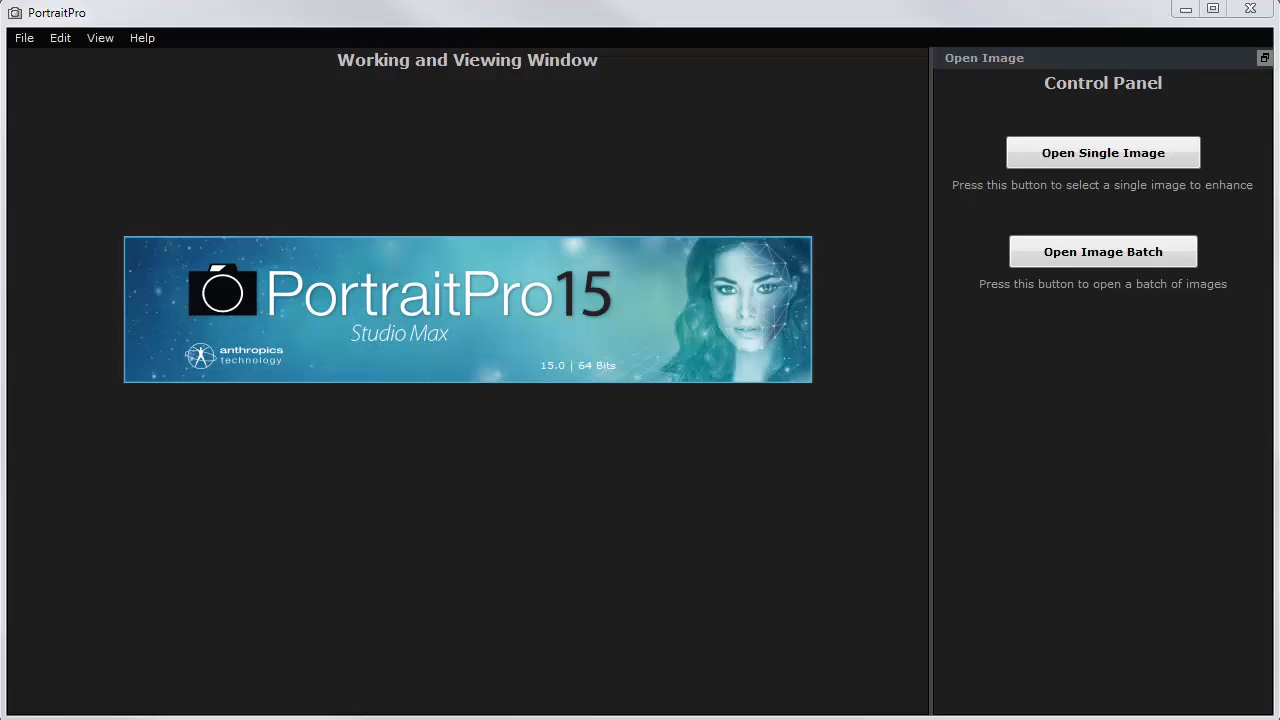 PortraitPro
File Edit View Help
Working and Viewing Window
Open Image
Control Panel
Open Single Image
Press this button to select a single image to enhance
Open Image Batch
Press this button to open a batch of images
PortraitPro15
Studio Max
anthropics
technology
15.0 | 64 Bits